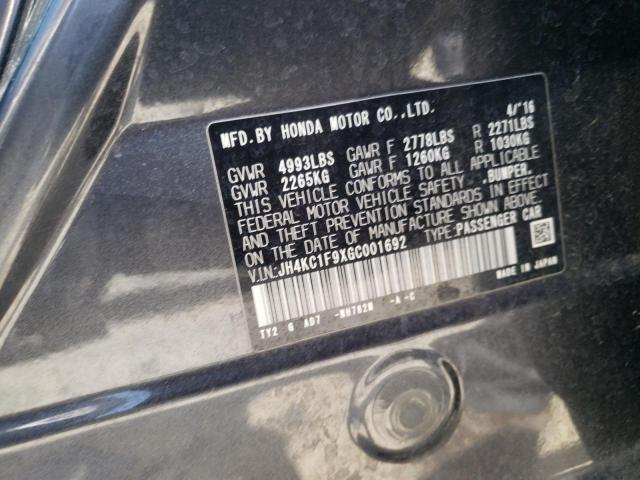 MFD. BY HONDA MOTOR CO., LTD. 4/'16
GVWR 4993LBS GAWR F 2778LBS R 2271LBS
GVWR 2265KG GAWR F 1260KG R 1030KG
THIS VEHICLE CONFORMS TO ALL APPLICABLE
FEDERAL MOTOR VEHICLE SAFETY, BUMPER,
AND THEFT PREVENTION STANDARDS IN EFFECT
ON THE DATE OF MANUFACTURE SHOWN ABOVE.
V.I.N.:JH4KC1F9XGC001692 TYPE:PASSENGER CAR
TY2 G AD7 -NH782M -A -C MADE IN JAPAN